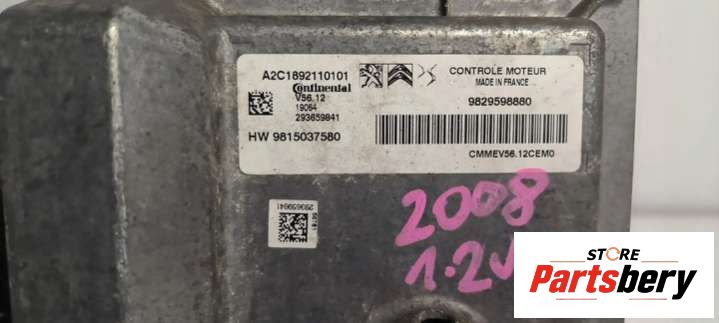 A2C1892110101
Continental
V56.12
19064
293659841
HW 9815037580
CONTROLE MOTEUR
MADE IN FRANCE
9829598880
CMMEV56.12CEM0
293659841
2008
1.2
STORE
Partsbery